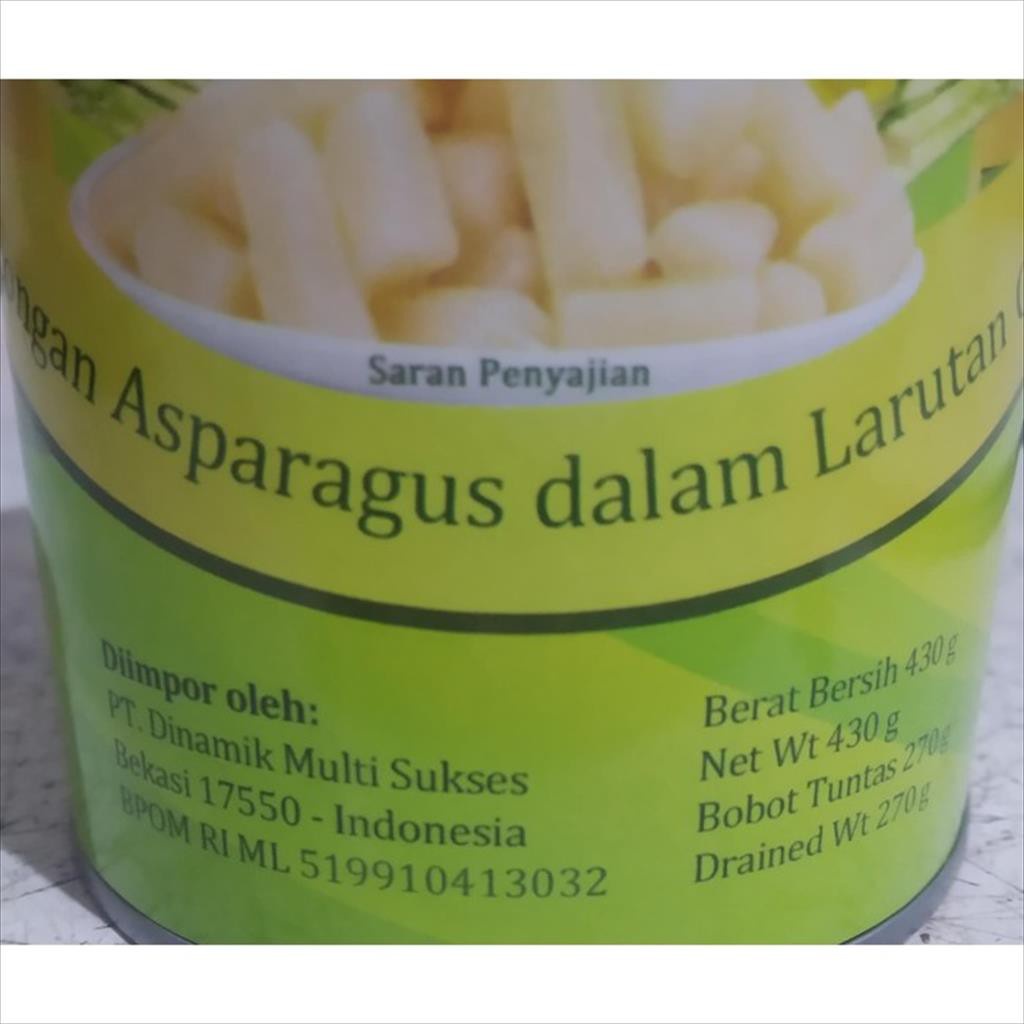 Saran Penyajian
Asparagus dalam Larutan
Diimpor oleh:
PT. Dinamik Multi Sukses
Bekasi 17550 - Indonesia
BPOM RI ML 519910413032
Berat Bersih 430 g
Net Wt 430 g
Bobot Tuntas 270g
Drained Wt 270g